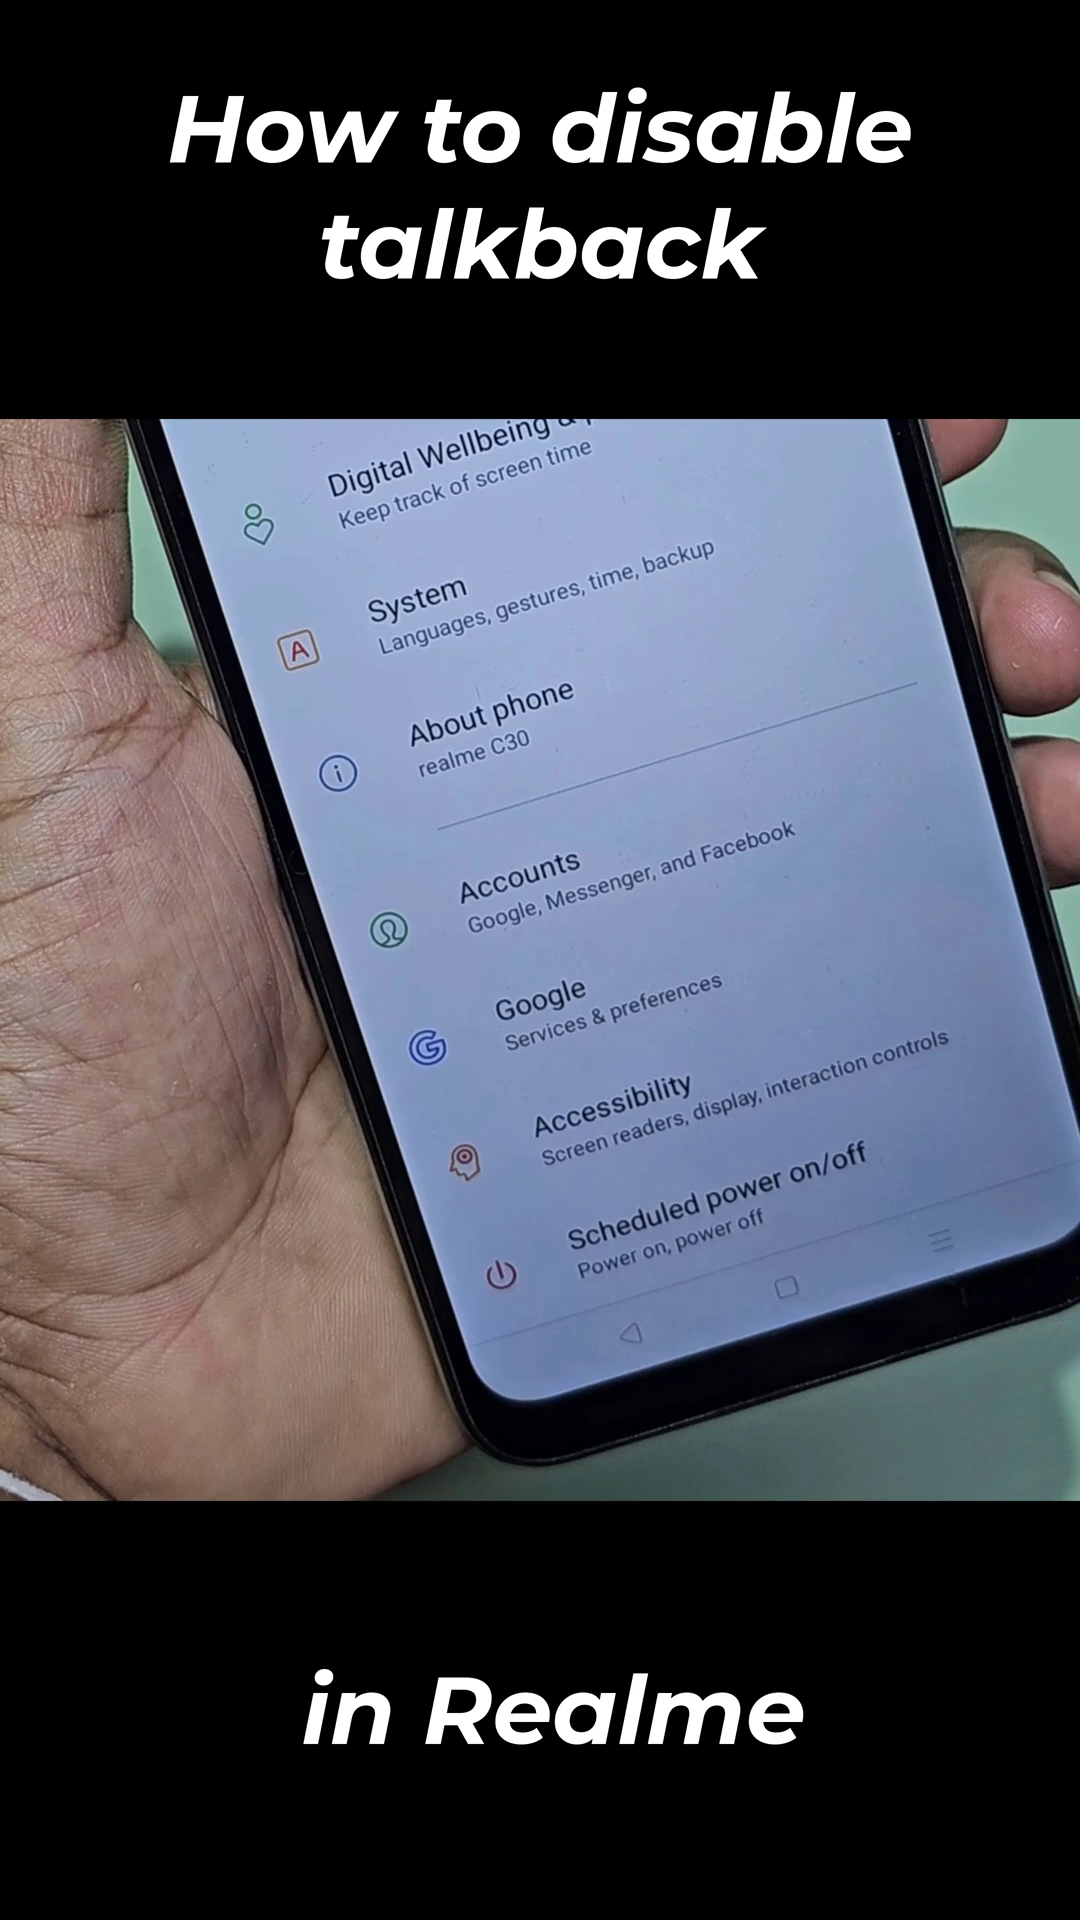 How to disable
talkback
Digital Wellbeing &
Keep track of screen time
System
Languages, gestures, time, backup
A
About phone
realme C30
Accounts
Google, Messenger, and Facebook
Google
Services & preferences
G
Accessibility
Screen readers, display, interaction controls
Scheduled power on/off
Power on, power off
in Realme